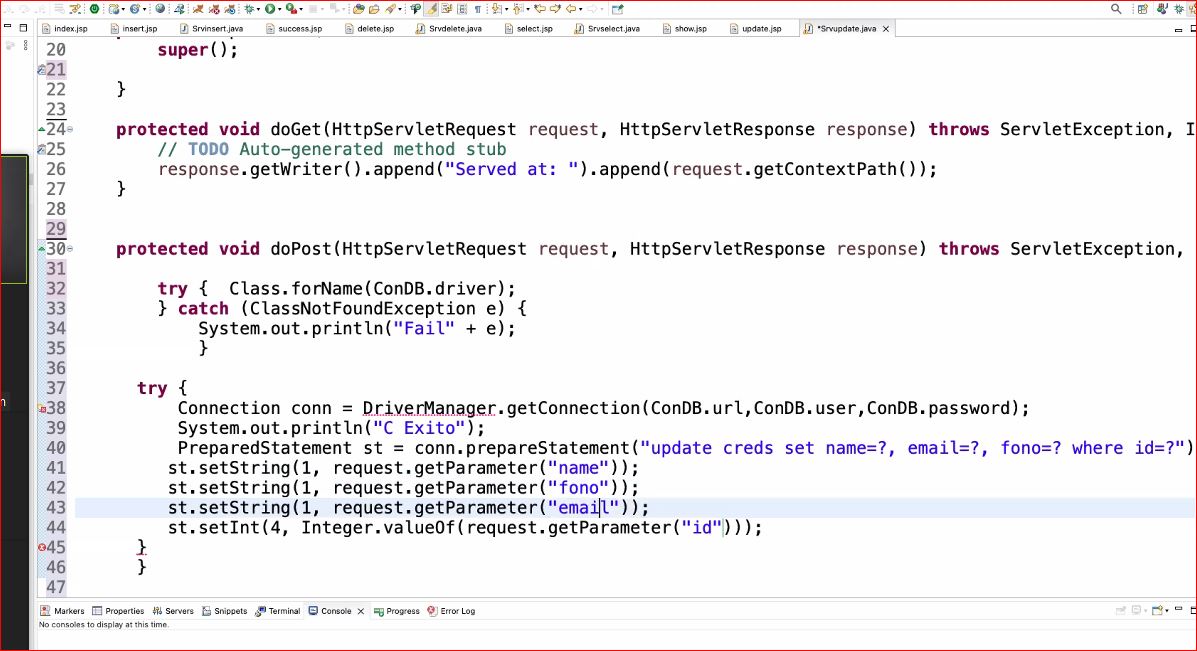 index.jsp insert.jsp Srvinsert.java success.jsp delete.jsp Srvdelete.java select.jsp Srvselect.java show.jsp update.jsp *Srvupdate.java
20 super();
21
22 }
23
24 protected void doGet(HttpServletRequest request, HttpServletResponse response) throws ServletException, I
25 // TODO Auto-generated method stub
26 response.getWriter().append("Served at: ").append(request.getContextPath());
27 }
28
29
30 protected void doPost(HttpServletRequest request, HttpServletResponse response) throws ServletException,
31
32 try { Class.forName(ConDB.driver);
33 } catch (ClassNotFoundException e) {
34 System.out.println("Fail" + e);
35 }
36
37 try {
38 Connection conn = DriverManager.getConnection(ConDB.url,ConDB.user,ConDB.password);
39 System.out.println("C Exito");
40 PreparedStatement st = conn.prepareStatement("update creds set name=?, email=?, fono=? where id=?")
41 st.setString(1, request.getParameter("name"));
42 st.setString(1, request.getParameter("fono"));
43 st.setString(1, request.getParameter("email"));
44 st.setInt(4, Integer.valueOf(request.getParameter("id")));
45 }
46 }
47
Markers Properties Servers Snippets Terminal Console Progress Error Log
No consoles to display at this time.